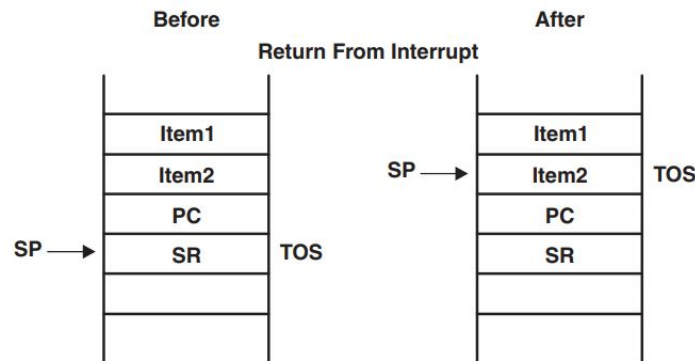 Before
After
Return From Interrupt
Item1
Item1
SP
Item2
Item2
TOS
PC
PC
SP
SR
TOS
SR